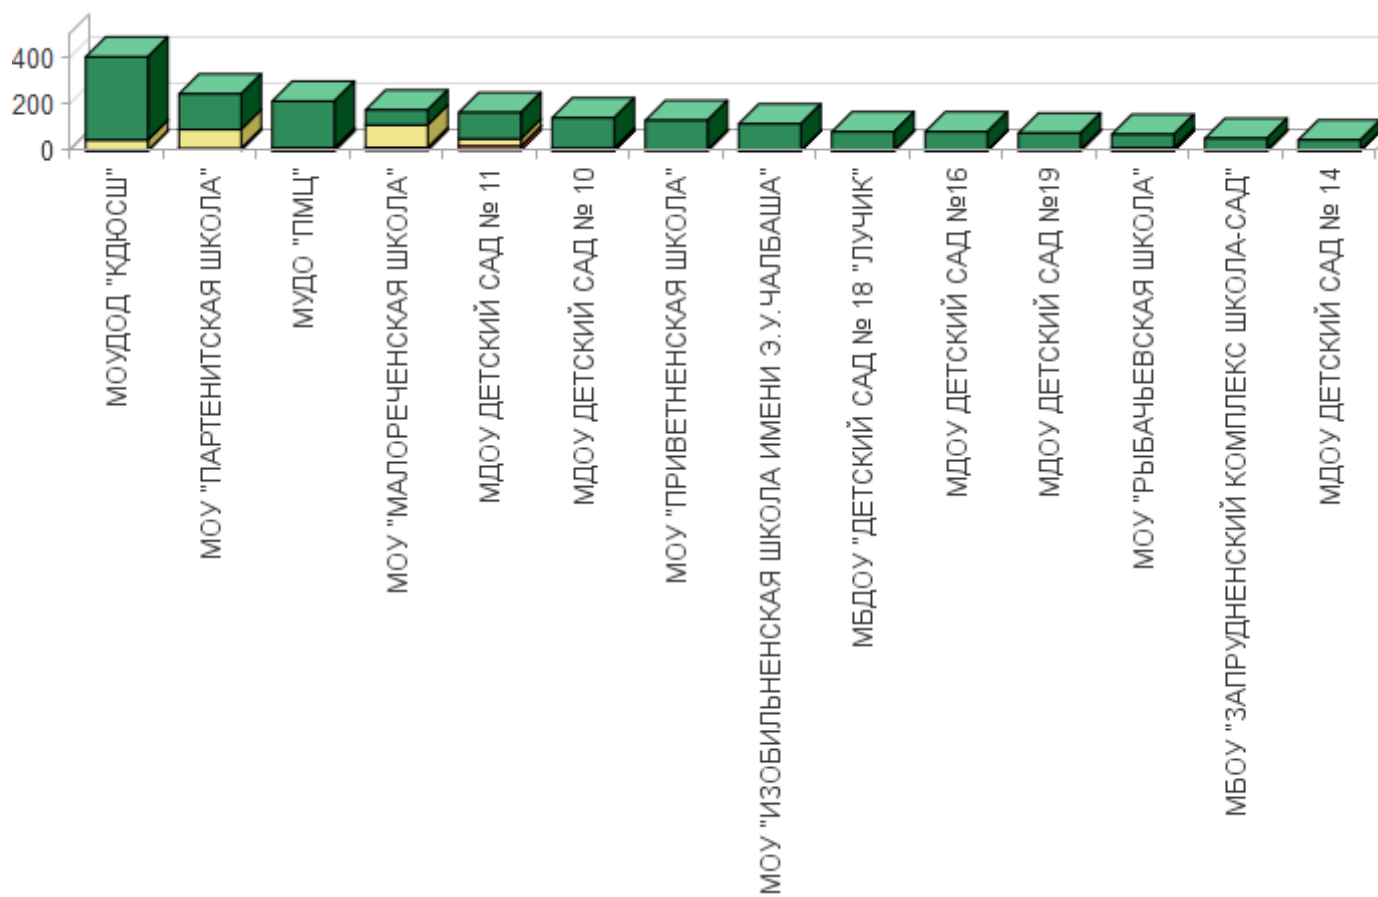 400
200
0
МОУДОД "КДЮСШ"
МОУ "ПАРТЕНИТСКАЯ ШКОЛА"
МУДО "ПМЦ"
МОУ "МАЛОРЕЧЕНСКАЯ ШКОЛА"
МДОУ ДЕТСКИЙ САД № 11
МДОУ ДЕТСКИЙ САД № 10
МОУ "ПРИВЕТНЕНСКАЯ ШКОЛА"
МОУ "ИЗОБИЛЬНЕНСКАЯ ШКОЛА ИМЕНИ Э.У.ЧАЛБАША"
МБДОУ "ДЕТСКИЙ САД № 18 "ЛУЧИК"
МДОУ ДЕТСКИЙ САД №16
МДОУ ДЕТСКИЙ САД №19
МОУ "РЫБАЧЬЕВСКАЯ ШКОЛА"
МБОУ "ЗАПРУДНЕНСКИЙ КОМПЛЕКС ШКОЛА-САД"
МДОУ ДЕТСКИЙ САД № 14